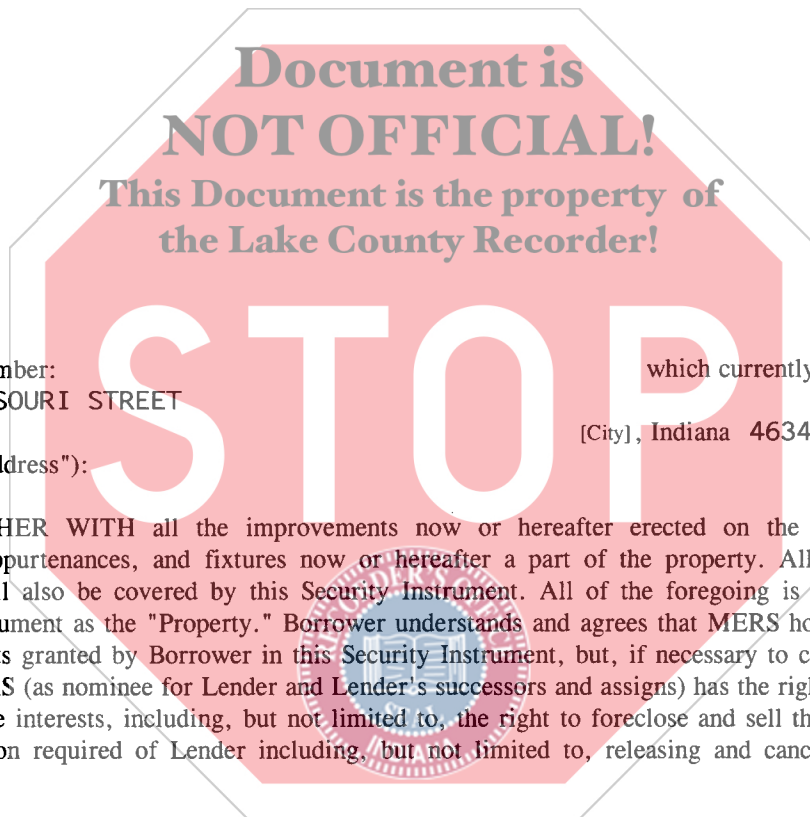 Document is
NOT OFFICIAL!
This Document is the property of
the Lake County Recorder!
STOP
mber: which currently
SOURI STREET
[City], Indiana 4634
ddress"):
HER WITH all the improvements now or hereafter erected on the
ppurtenances, and fixtures now or hereafter a part of the property. All
l also be covered by this Security Instrument. All of the foregoing is
ument as the "Property." Borrower understands and agrees that MERS ho
s granted by Borrower in this Security Instrument, but, if necessary to c
S (as nominee for Lender and Lender's successors and assigns) has the righ
e interests, including, but not limited to, the right to foreclose and sell th
on required of Lender including, but not limited to, releasing and canc
SEAL
INDIANA